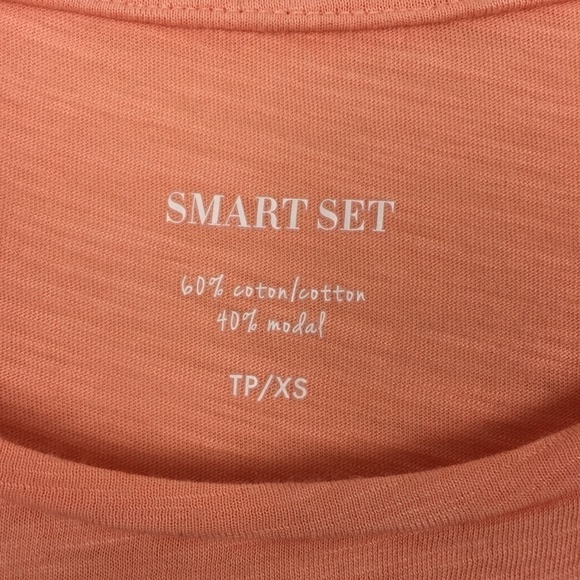 SMART SET
60% coton/cotton
40% modal
TP/XS